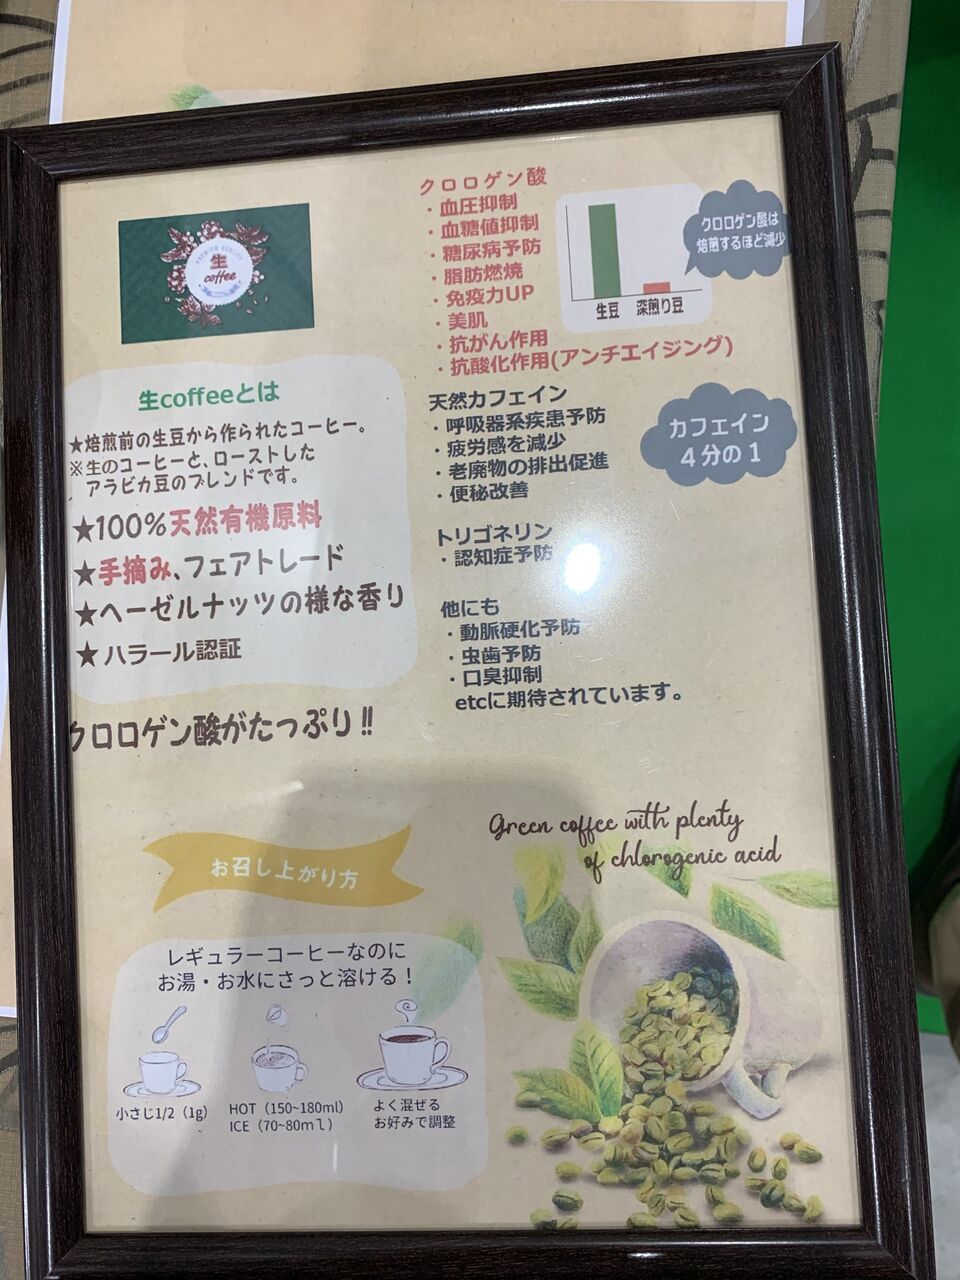 PREMIUM QUALITY
生
coffee
生coffeeとは
★焙煎前の生豆から作られたコーヒー。
※生のコーヒーと、ローストした
アラビカ豆のブレンドです。
★100%天然有機原料
★手摘み、フェアトレード
★ヘーゼルナッツの様な香り
★ハラール認証
クロロゲン酸がたっぷり!!
クロロゲン酸
・血圧抑制
・血糖値抑制
・糖尿病予防
・脂肪燃焼
・免疫力UP
・美肌
・抗がん作用
・抗酸化作用(アンチエイジング)
生豆 深煎り豆
クロロゲン酸は
焙煎するほど減少
天然カフェイン
・呼吸器系疾患予防
・疲労感を減少
・老廃物の排出促進
・便秘改善
カフェイン
4分の1
トリゴネリン
・認知症予防
他にも
・動脈硬化予防
・虫歯予防
・口臭抑制
etcに期待されています。
Green coffee with plenty
of chlorogenic acid
お召し上がり方
レギュラーコーヒーなのに
お湯・お水にさっと溶ける!
小さじ1/2(1g)
HOT(150~180ml)
ICE(70~80ml)
よく混ぜる
お好みで調整